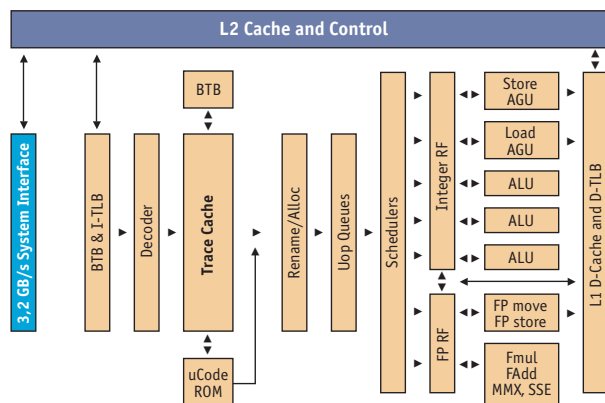 L2 Cache and Control
3,2 GB/s System Interface
BTB & I-TLB
Decoder
BTB
Trace Cache
uCode
ROM
Rename/Alloc
Uop Queues
Schedulers
Integer RF
FP RF
Store
AGU
Load
AGU
ALU
ALU
ALU
FP move
FP store
Fmul
FAdd
MMX, SSE
L1 D-Cache and D-TLB